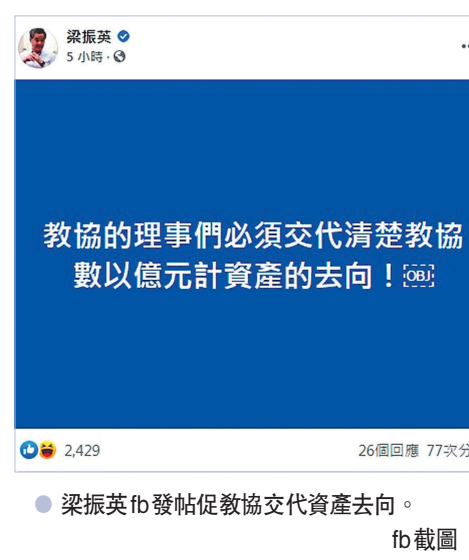 梁振英
5 小時
教協的理事們必須交代清楚教協
數以億元計資產的去向！OBJ
2,429
26個回應 77次分
梁振英fb發帖促教協交代資產去向。
fb截圖